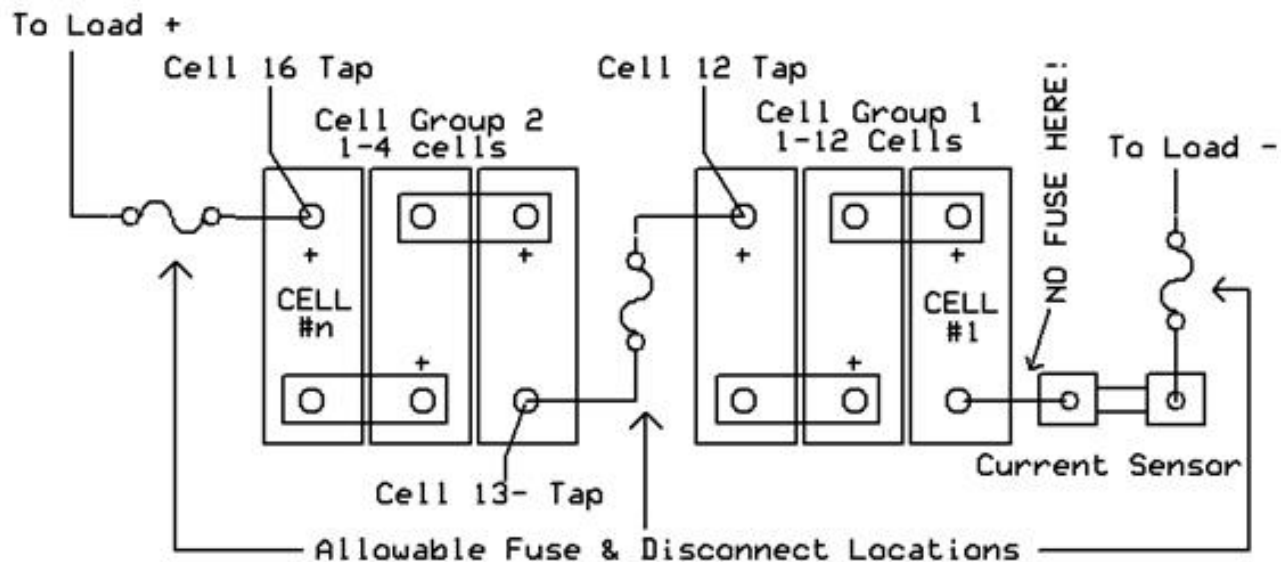 To Load +
Cell 16 Tap
Cell 12 Tap
Cell Group 2
1-4 cells
Cell Group 1
1-12 Cells
NO FUSE HERE!
To Load -
+
+
+
+
CELL
#n
CELL
#1
+
+
Current Sensor
Cell 13- Tap
Allowable Fuse & Disconnect Locations